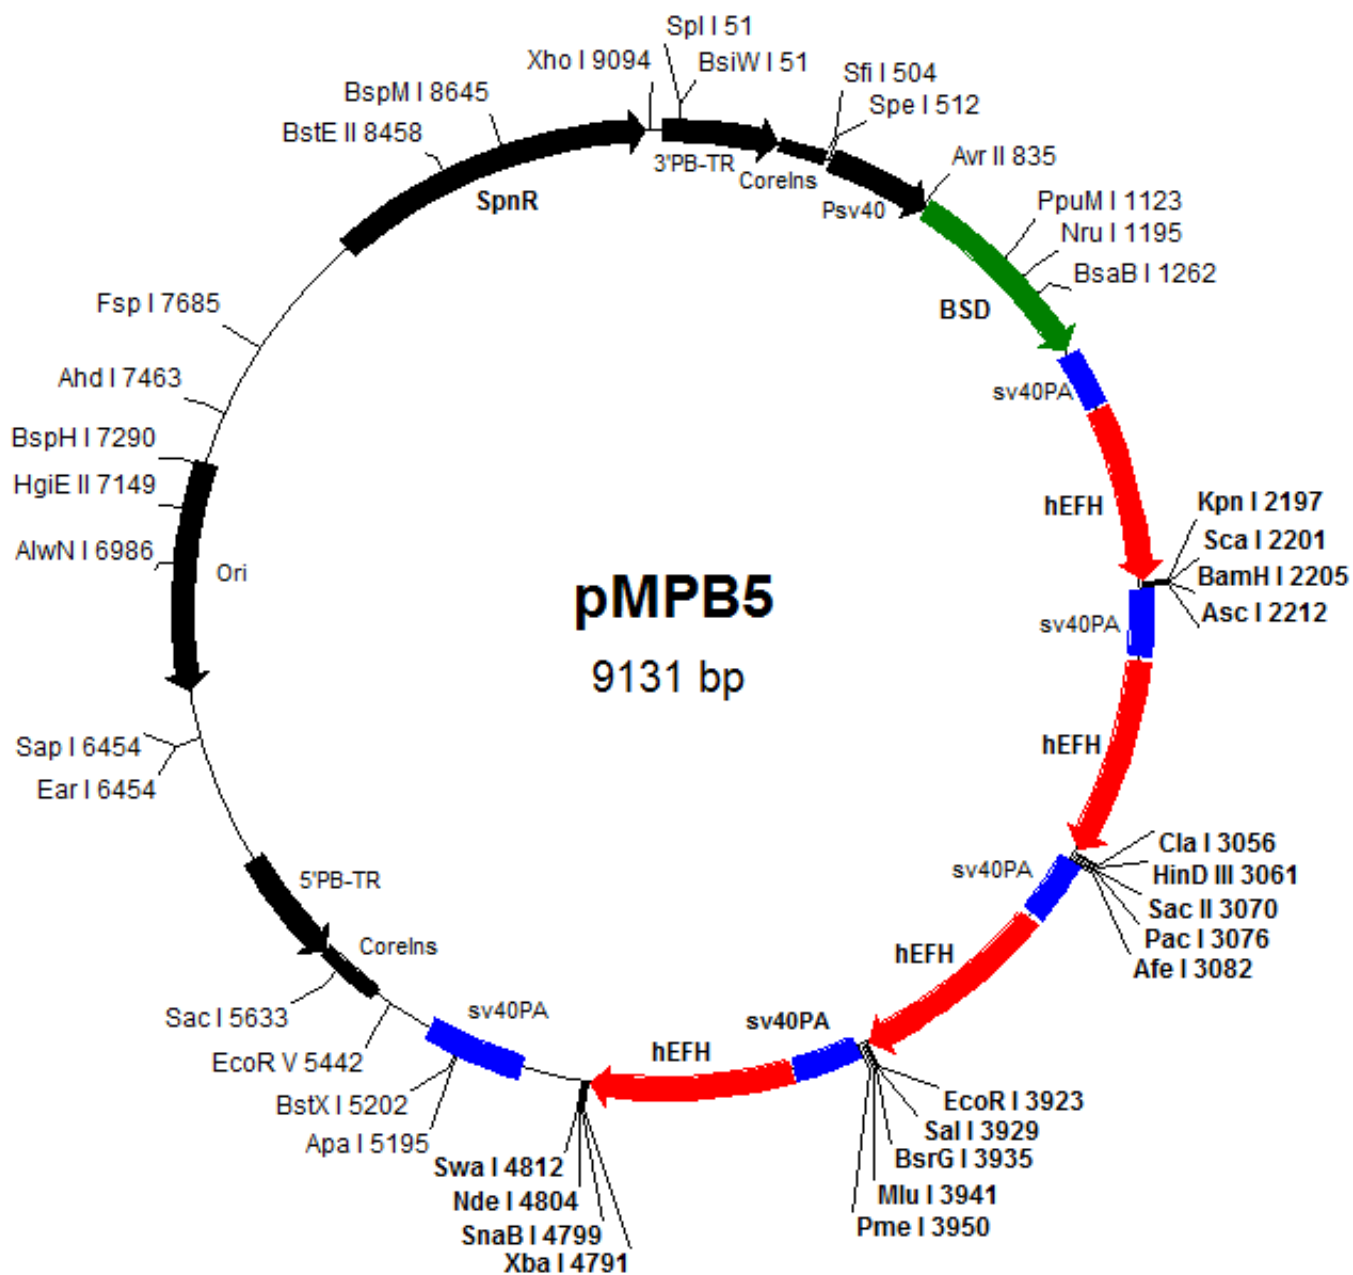 Spl I 51
BsiW I 51
Xho I 9094
Sfi I 504
BspM I 8645
Spe I 512
BstE II 8458
3'PB-TR
CoreIns
Avr II 835
SpnR
Psv40
PpuM I 1123
Nru I 1195
BsaB I 1262
Fsp I 7685
BSD
Ahd I 7463
sv40PA
BspH I 7290
HgiE II 7149
hEFH
Kpn I 2197
Sca I 2201
AlwN I 6986
Ori
BamH I 2205
pMPB5
Asc I 2212
sv40PA
9131 bp
Sap I 6454
hEFH
Ear I 6454
Cla I 3056
sv40PA
HinD III 3061
5'PB-TR
Sac II 3070
Pac I 3076
CoreIns
hEFH
Afe I 3082
Sac I 5633
sv40PA
sv40PA
EcoR V 5442
hEFH
BstX I 5202
EcoR I 3923
Apa I 5195
Sal I 3929
Swa I 4812
BsrG I 3935
Nde I 4804
Mlu I 3941
SnaB I 4799
Pme I 3950
Xba I 4791